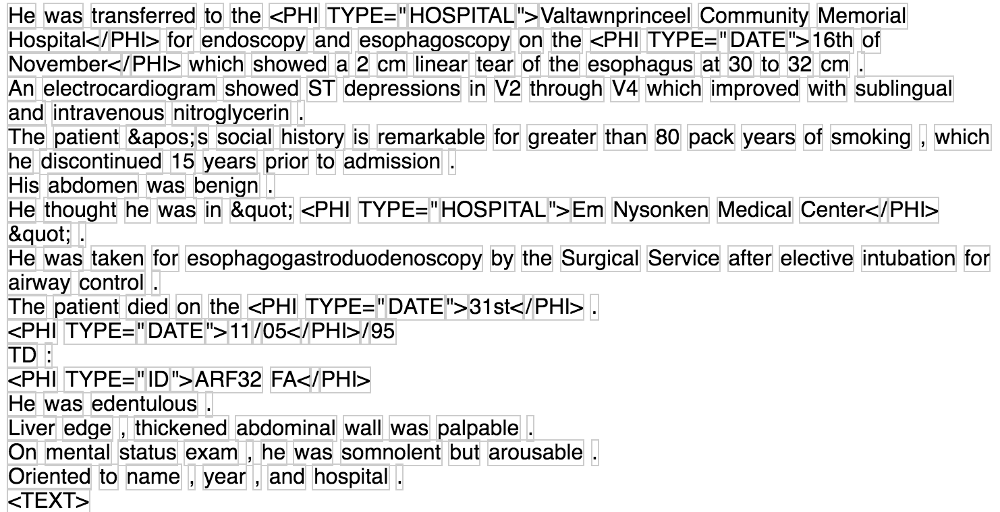 He was transferred to the <PHI TYPE="HOSPITAL">Valtawnprinceel Community Memorial
Hospital</PHI> for endoscopy and esophagoscopy on the <PHI TYPE="DATE">16th of
November</PHI> which showed a 2 cm linear tear of the esophagus at 30 to 32 cm .
An electrocardiogram showed ST depressions in V2 through V4 which improved with sublingual
and intravenous nitroglycerin .
The patient &apos;s social history is remarkable for greater than 80 pack years of smoking , which
he discontinued 15 years prior to admission .
His abdomen was benign .
He thought he was in &quot; <PHI TYPE="HOSPITAL">Em Nysonken Medical Center</PHI>
&quot; .
He was taken for esophagogastroduodenoscopy by the Surgical Service after elective intubation for
airway control .
The patient died on the <PHI TYPE="DATE">31st</PHI> .
<PHI TYPE="DATE">11/05</PHI>/95
TD :
<PHI TYPE="ID">ARF32 FA</PHI>
He was edentulous .
Liver edge , thickened abdominal wall was palpable .
On mental status exam , he was somnolent but arousable .
Oriented to name , year , and hospital .
<TEXT>